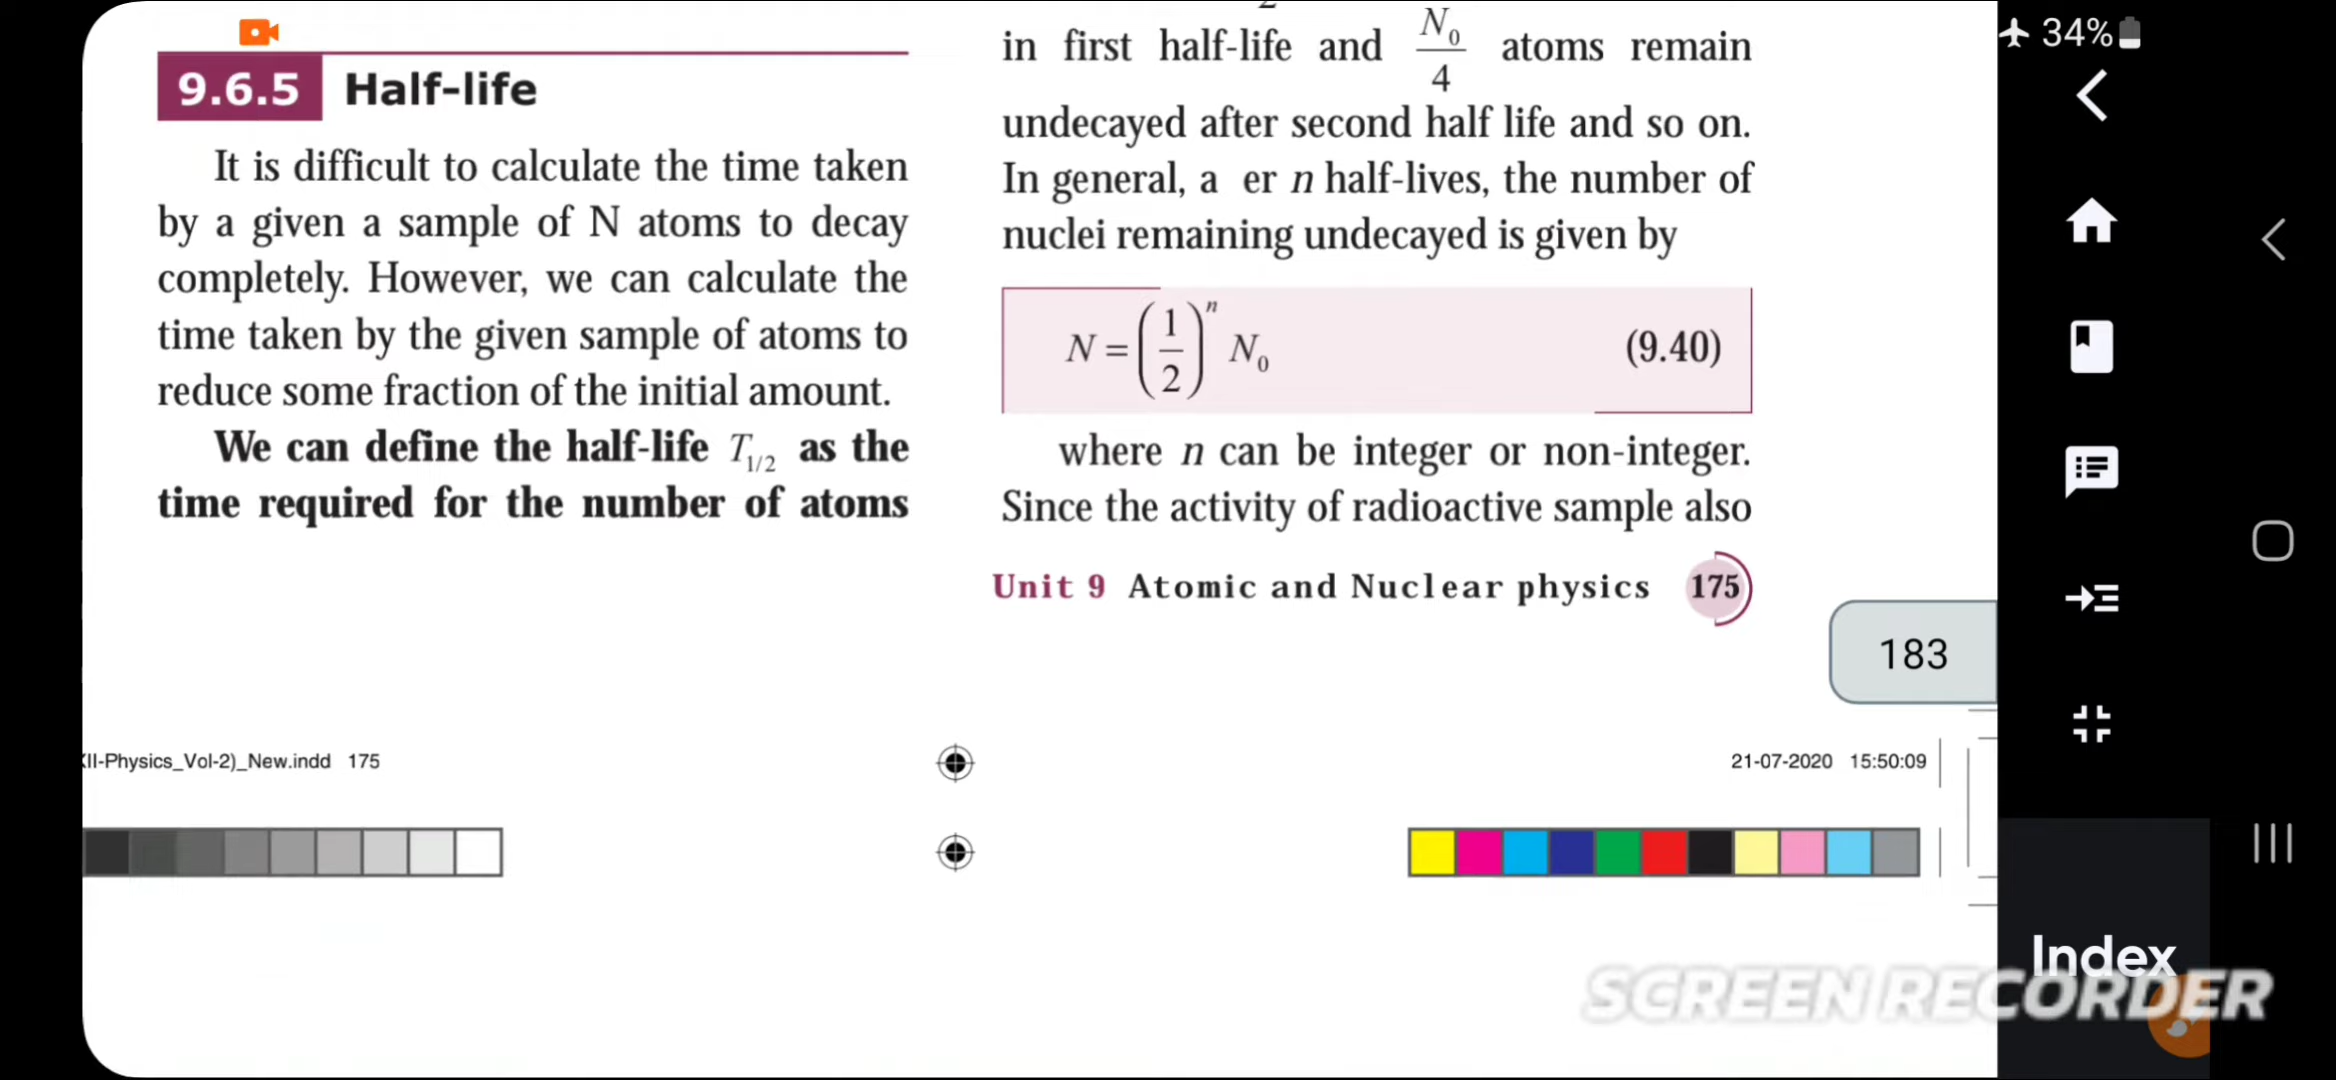 9.6.5 Half-life
It is difficult to calculate the time taken
by a given a sample of N atoms to decay
completely. However, we can calculate the
time taken by the given sample of atoms to
reduce some fraction of the initial amount.
We can define the half-life T1/2 as the
time required for the number of atoms
in first half-life and N0/4 atoms remain
undecayed after second half life and so on.
In general, a er n half-lives, the number of
nuclei remaining undecayed is given by
N = (1/2)^n N0 (9.40)
where n can be integer or non-integer.
Since the activity of radioactive sample also
Unit 9 Atomic and Nuclear physics 175
183
II-Physics_Vol-2)_New.indd 175
21-07-2020 15:50:09
34%
Index
SCREEN RECORDER